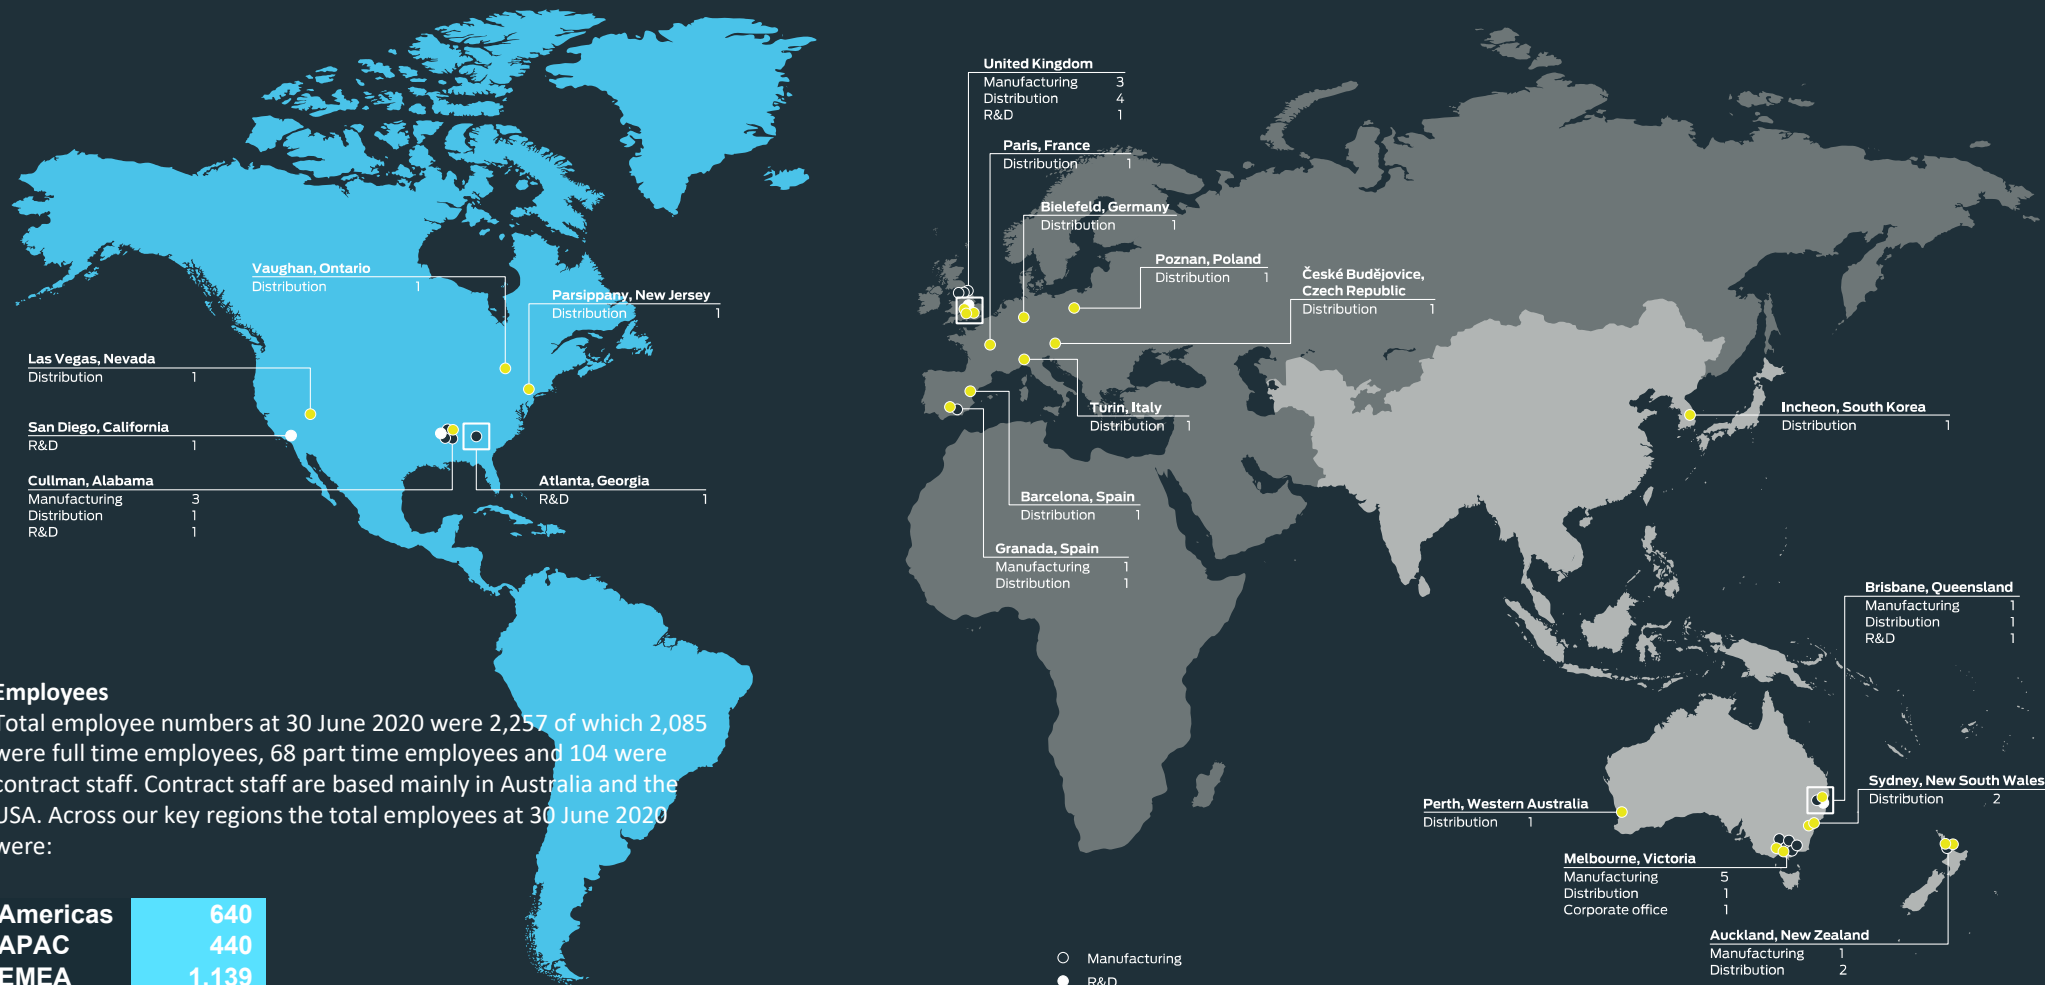 United Kingdom
Manufacturing 3
Distribution 4
R&D 1
Paris, France
Distribution 1
Bielefeld, Germany
Distribution 1
Poznan, Poland
Distribution 1
České Budějovice,
Czech Republic
Distribution 1
Vaughan, Ontario
Distribution 1
Parsippany, New Jersey
Distribution 1
Las Vegas, Nevada
Distribution 1
San Diego, California
R&D 1
Cullman, Alabama
Manufacturing 3
Distribution 1
R&D 1
Atlanta, Georgia
R&D 1
Turin, Italy
Distribution 1
Barcelona, Spain
Distribution 1
Granada, Spain
Manufacturing 1
Distribution 1
Incheon, South Korea
Distribution 1
Brisbane, Queensland
Manufacturing 1
Distribution 1
R&D 1
Sydney, New South Wales
Distribution 2
Perth, Western Australia
Distribution 1
Melbourne, Victoria
Manufacturing 5
Distribution 1
Corporate office 1
Auckland, New Zealand
Manufacturing 1
Distribution 2
Employees
Total employee numbers at 30 June 2020 were 2,257 of which 2,085
were full time employees, 68 part time employees and 104 were
contract staff. Contract staff are based mainly in Australia and the
USA. Across our key regions the total employees at 30 June 2020
were:
Americas 640
APAC 440
EMEA 1,139
Manufacturing
R&D